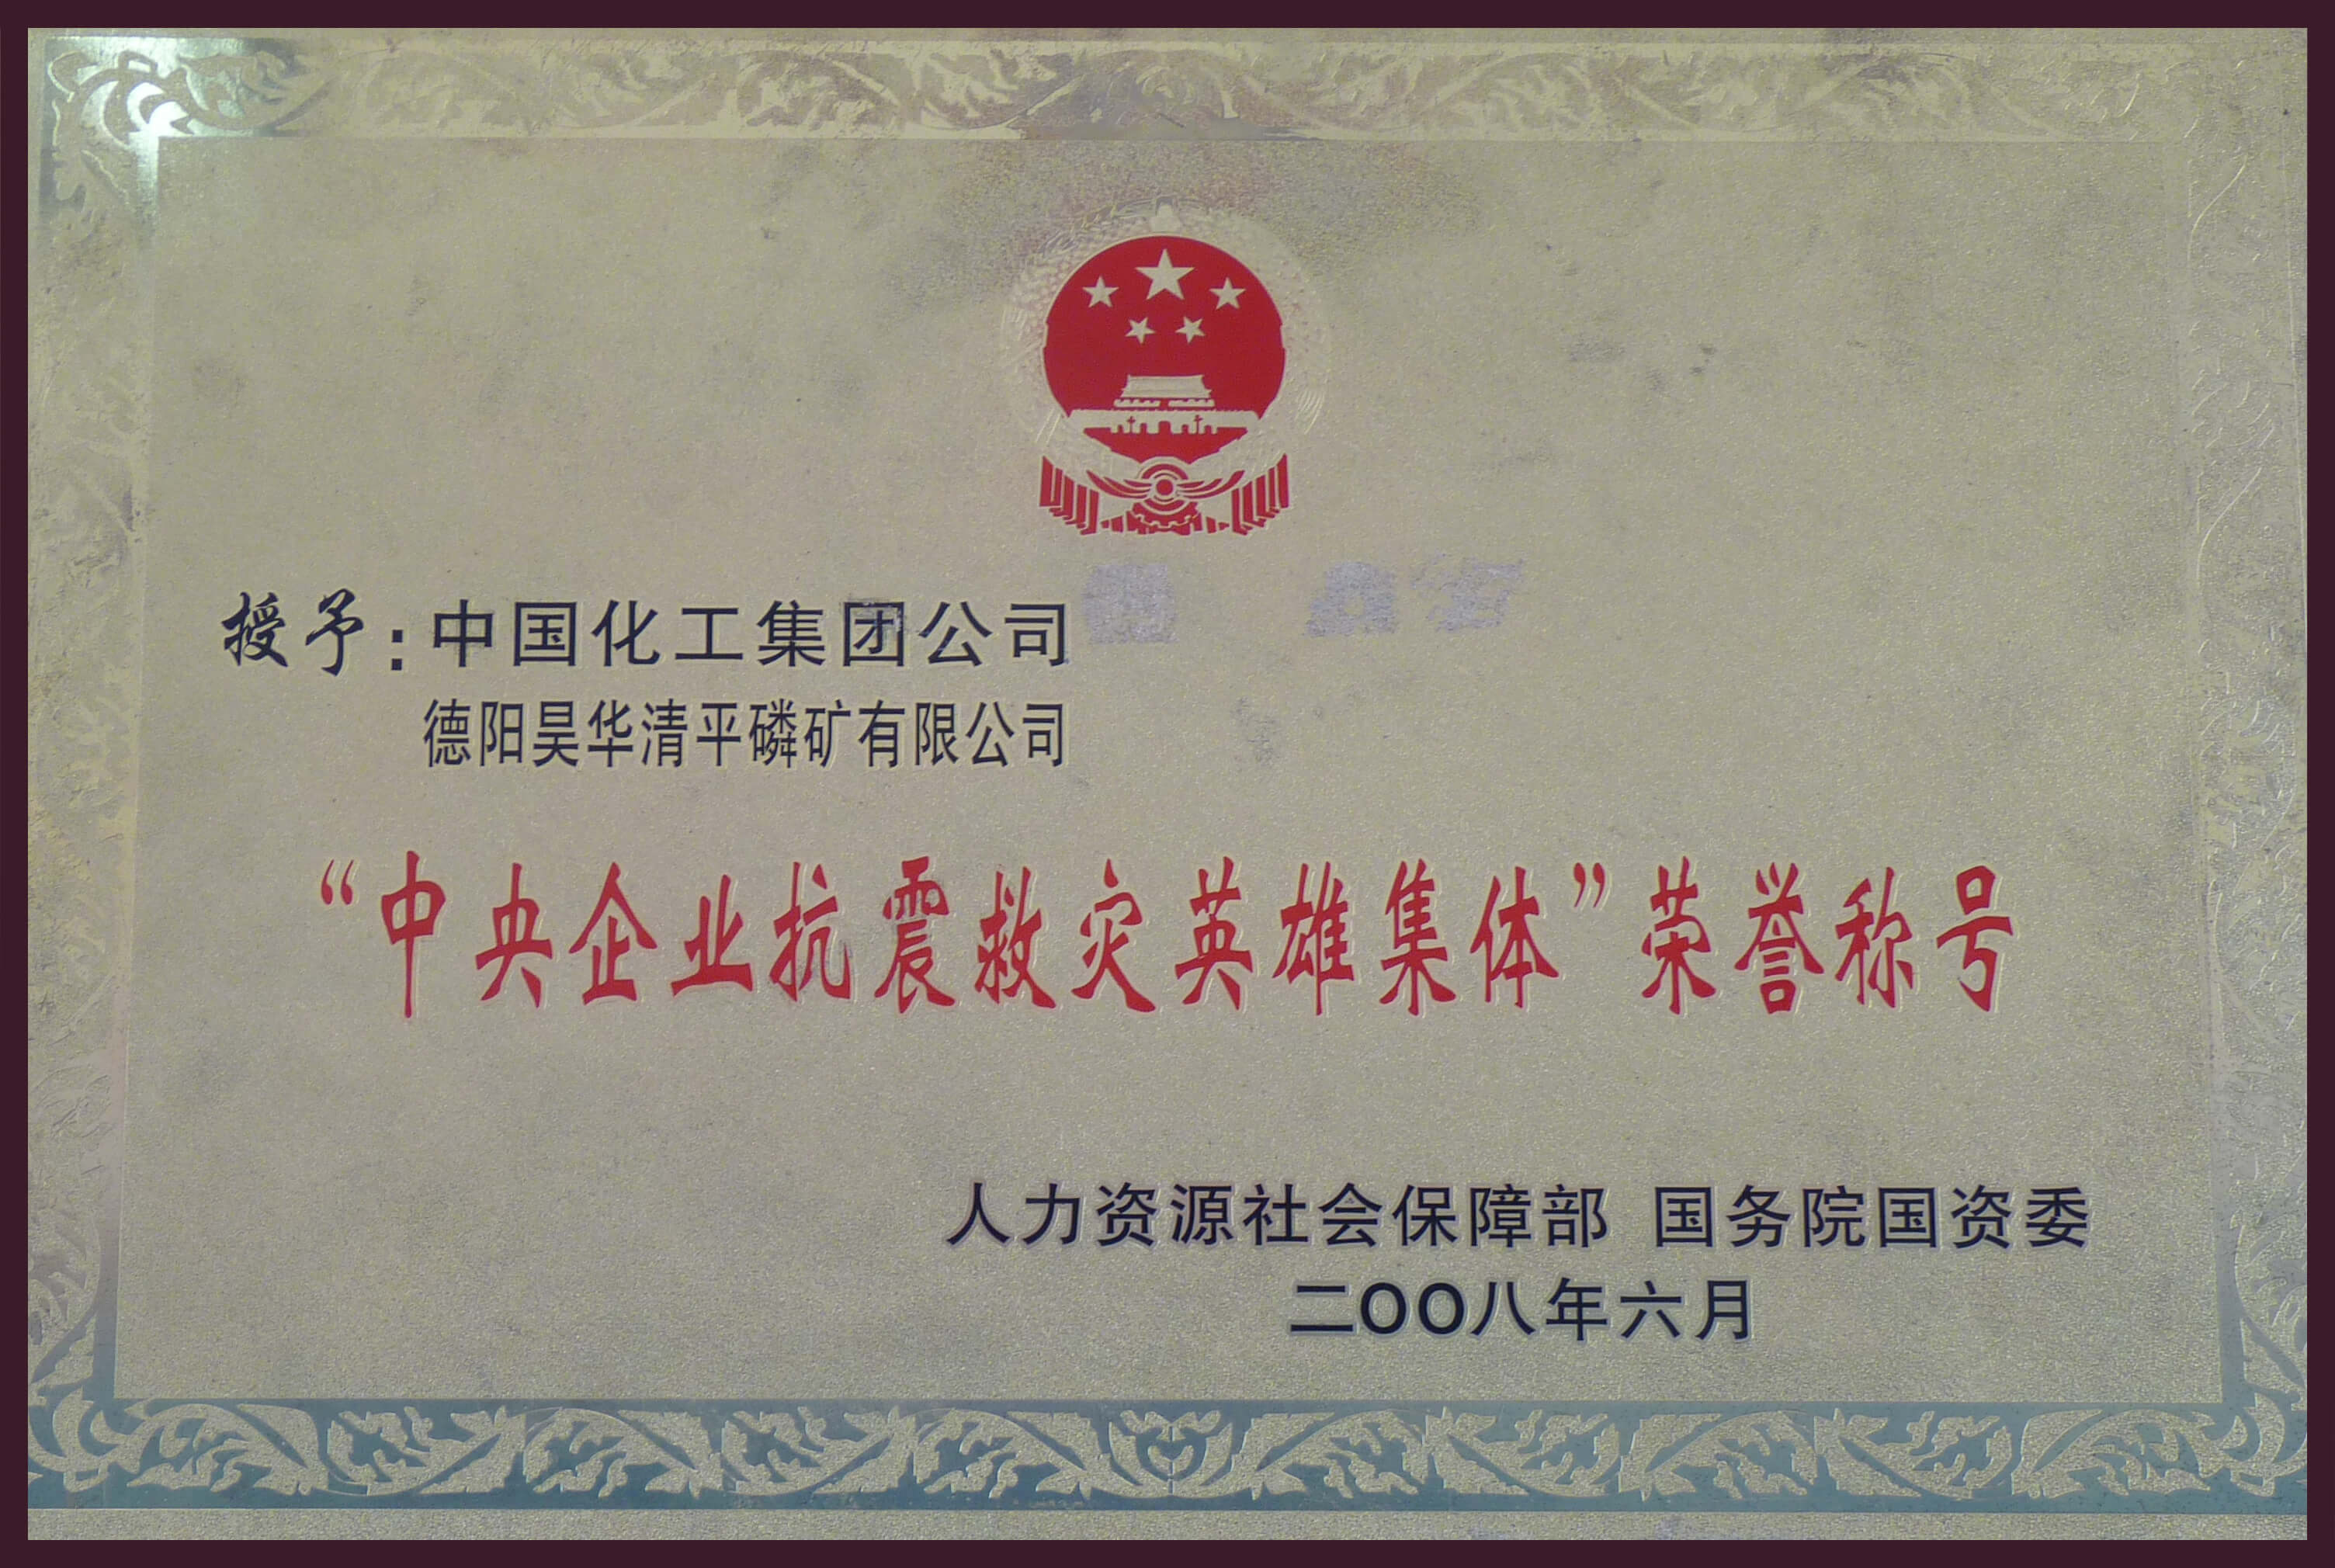 授予：中国化工集团公司
德阳昊华清平磷矿有限公司
“中央企业抗震救灾英雄集体”荣誉称号
人力资源社会保障部 国务院国资委
二〇〇八年六月